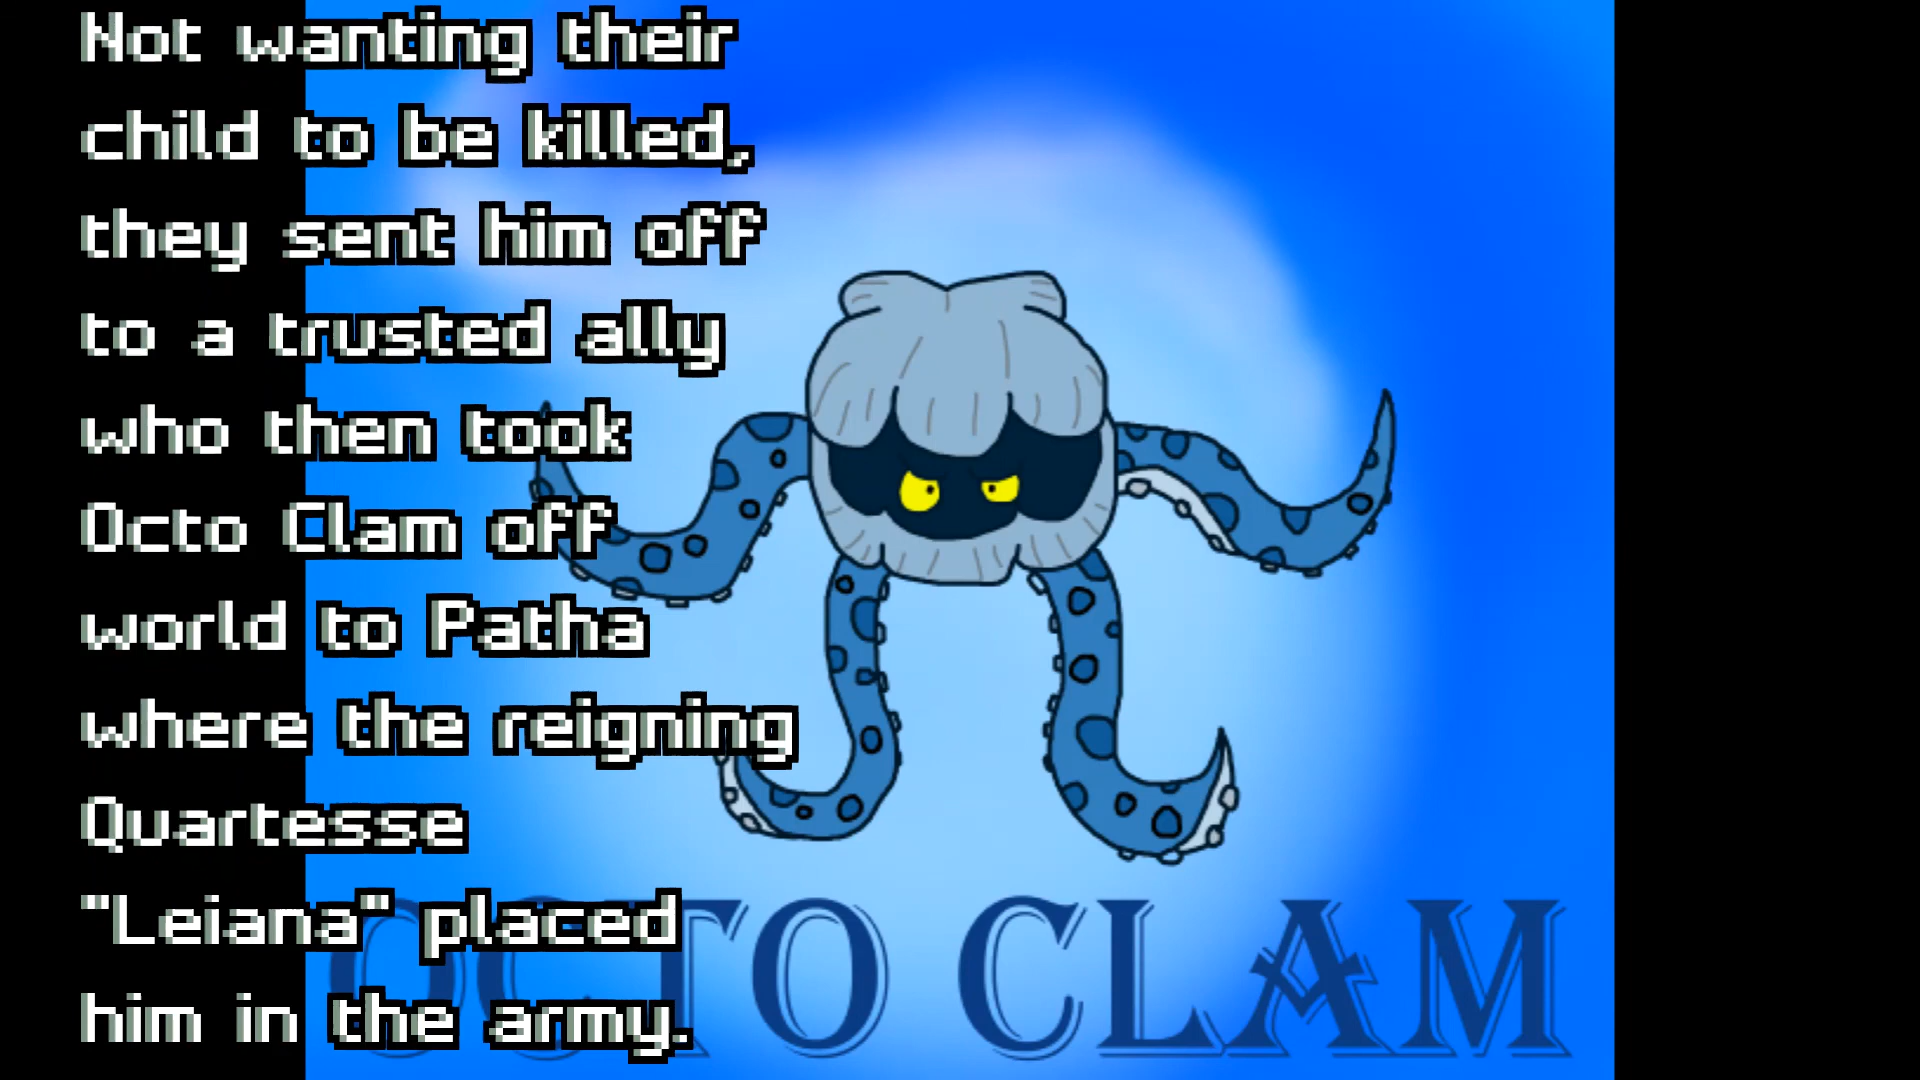 Not wanting their
child to be killed,
they sent him off
to a trusted ally
who then took
Octo Clam off
world to Patha
where the reigning
Quartesse
"Leiana" placed
him in the army.
OCTO CLAM